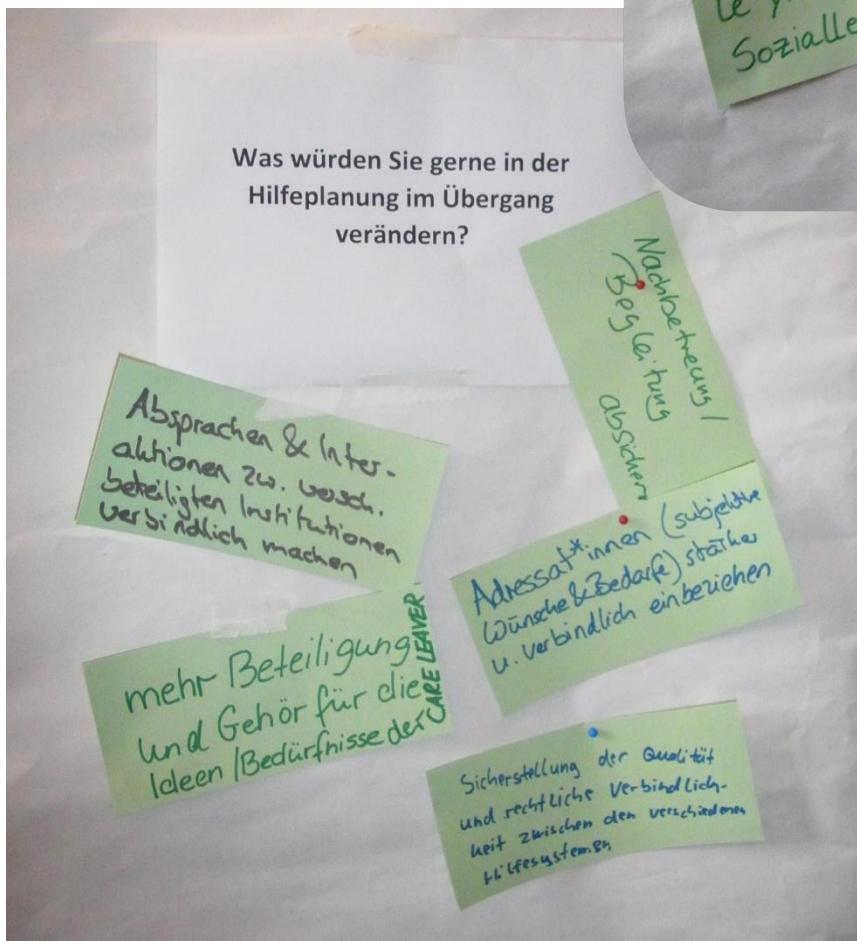 Sozialle
Was würden Sie gerne in der
Hilfeplanung im Übergang
verändern?
Nachbetreung /
Begleitung
absichern
Absprachen & Inter-
aktionen zw. versch.
beteiligten Institutionen
verbindlich machen
Adressat*innen (subjektive
Wünsche & Bedarfe) stärker
u. verbindlich einbeziehen
mehr Beteiligung
und Gehör für die
Ideen / Bedürfnisse der CARE LEAVER
Sicherstellung der Qualität
und rechtliche Verbindlich-
keit zwischen den verschiedenen
Hilfesystemen